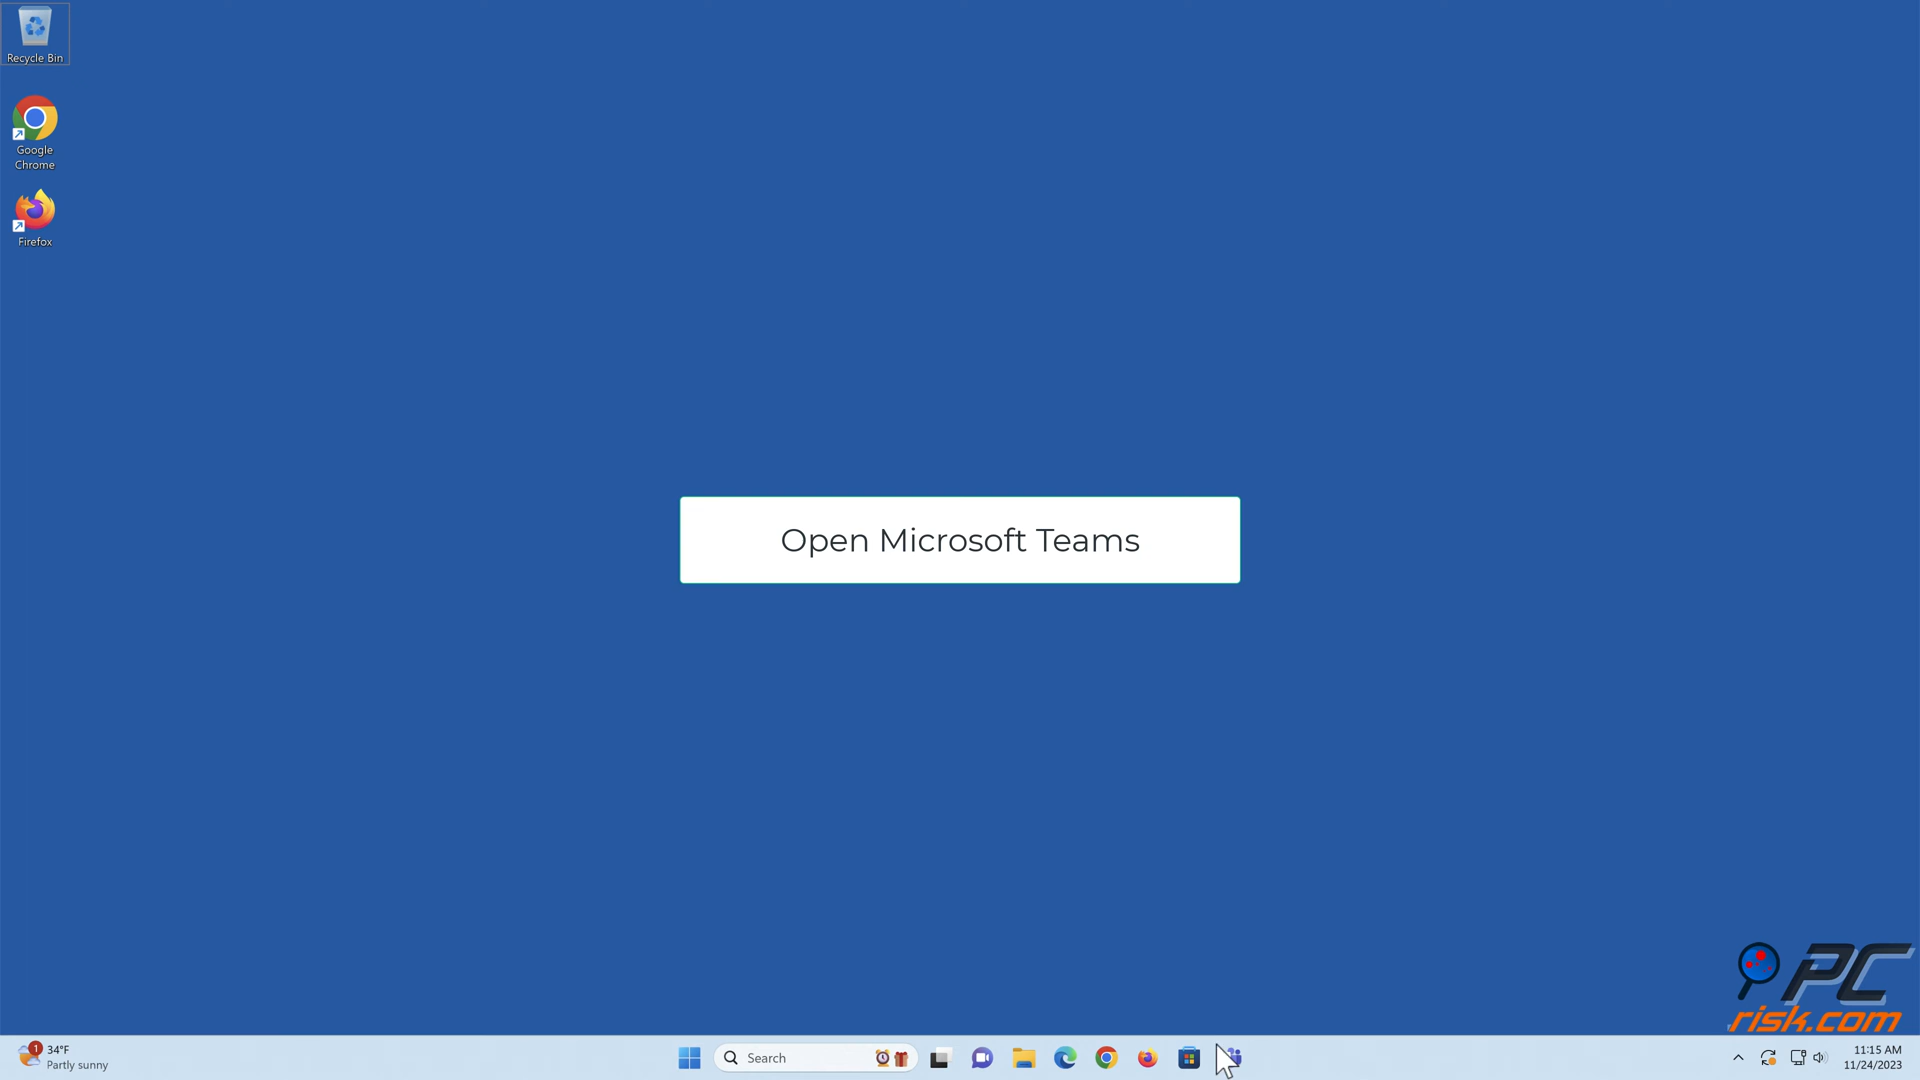 Recycle Bin
Google
Chrome
Firefox
Open Microsoft Teams
PC
risk.com
1
34°F
Partly sunny
Search
11:15 AM
11/24/2023